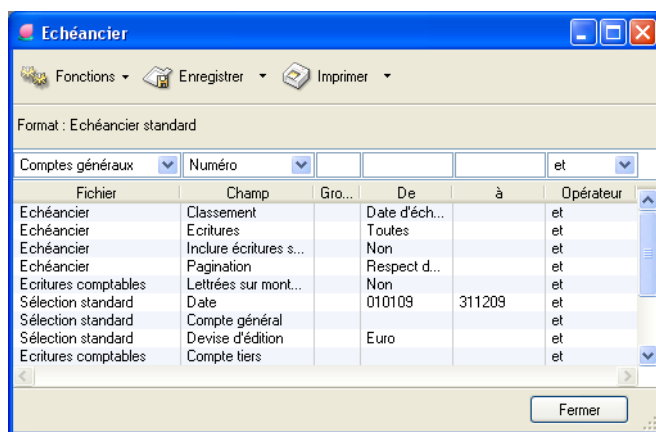 Echéancier
Fonctions Enregistrer Imprimer
Format : Echéancier standard
Comptes généraux Numéro et
Fichier Champ Gro... De à Opérateur
Echéancier Classement Date d'éch... et
Echéancier Ecritures Toutes et
Echéancier Inclure écritures s... Non et
Echéancier Pagination Respect d... et
Ecritures comptables Lettrées sur mont... Non et
Sélection standard Date 010109 311209 et
Sélection standard Compte général et
Sélection standard Devise d'édition Euro et
Ecritures comptables Compte tiers et
Fermer